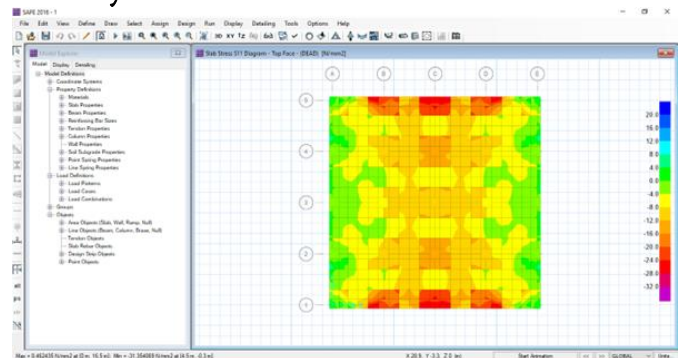 SAFE 2016 - 1
File Edit View Define Draw Select Assign Design Run Display Detailing Tools Options Help
Model Explorer
Model Display Detailing
Model Definitions
Coordinate Systems
Property Definitions
Materials
Slab Properties
Beam Properties
Reinforcing Bar Sizes
Tendon Properties
Column Properties
Wall Properties
Soil Subgrade Properties
Point Spring Properties
Line Spring Properties
Load Definitions
Load Patterns
Load Cases
Load Combinations
Groups
Objects
Area Objects (Slab, Wall, Ramp, Null)
Line Objects (Beam, Column, Brace, Null)
Tendon Objects
Slab Rebar Objects
Design Strip Objects
Point Objects
Slab Stress S11 Diagram - Top Face - (DEAD) [N/mm2]
A B C D E
5
4
3
2
1
20.0
16.0
12.0
8.0
4.0
0.0
-4.0
-8.0
-12.0
-16.0
-20.0
-24.0
-28.0
-32.0
Start Animation
GLOBAL